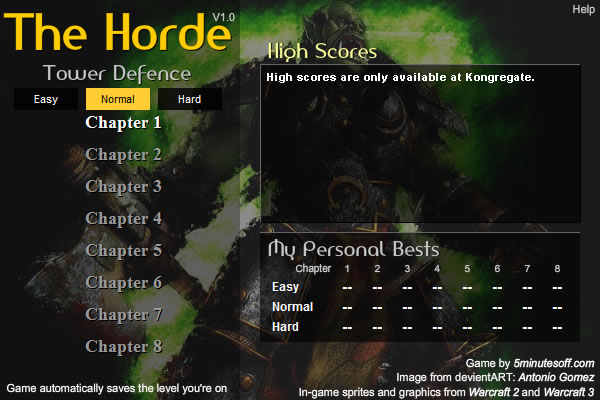 The Horde
V1.0
Help
Tower Defence
Easy Normal Hard
Chapter 1
Chapter 2
Chapter 3
Chapter 4
Chapter 5
Chapter 6
Chapter 7
Chapter 8
Game automatically saves the level you're on
High Scores
High scores are only available at Kongregate.
My Personal Bests
Chapter 1 2 3 4 5 6 7 8
Easy -- -- -- -- -- -- -- --
Normal -- -- -- -- -- -- -- --
Hard -- -- -- -- -- -- -- --
Game by 5minutesoff.com
Image from devientART: Antonio Gomez
In-game sprites and graphics from Warcraft 2 and Warcraft 3